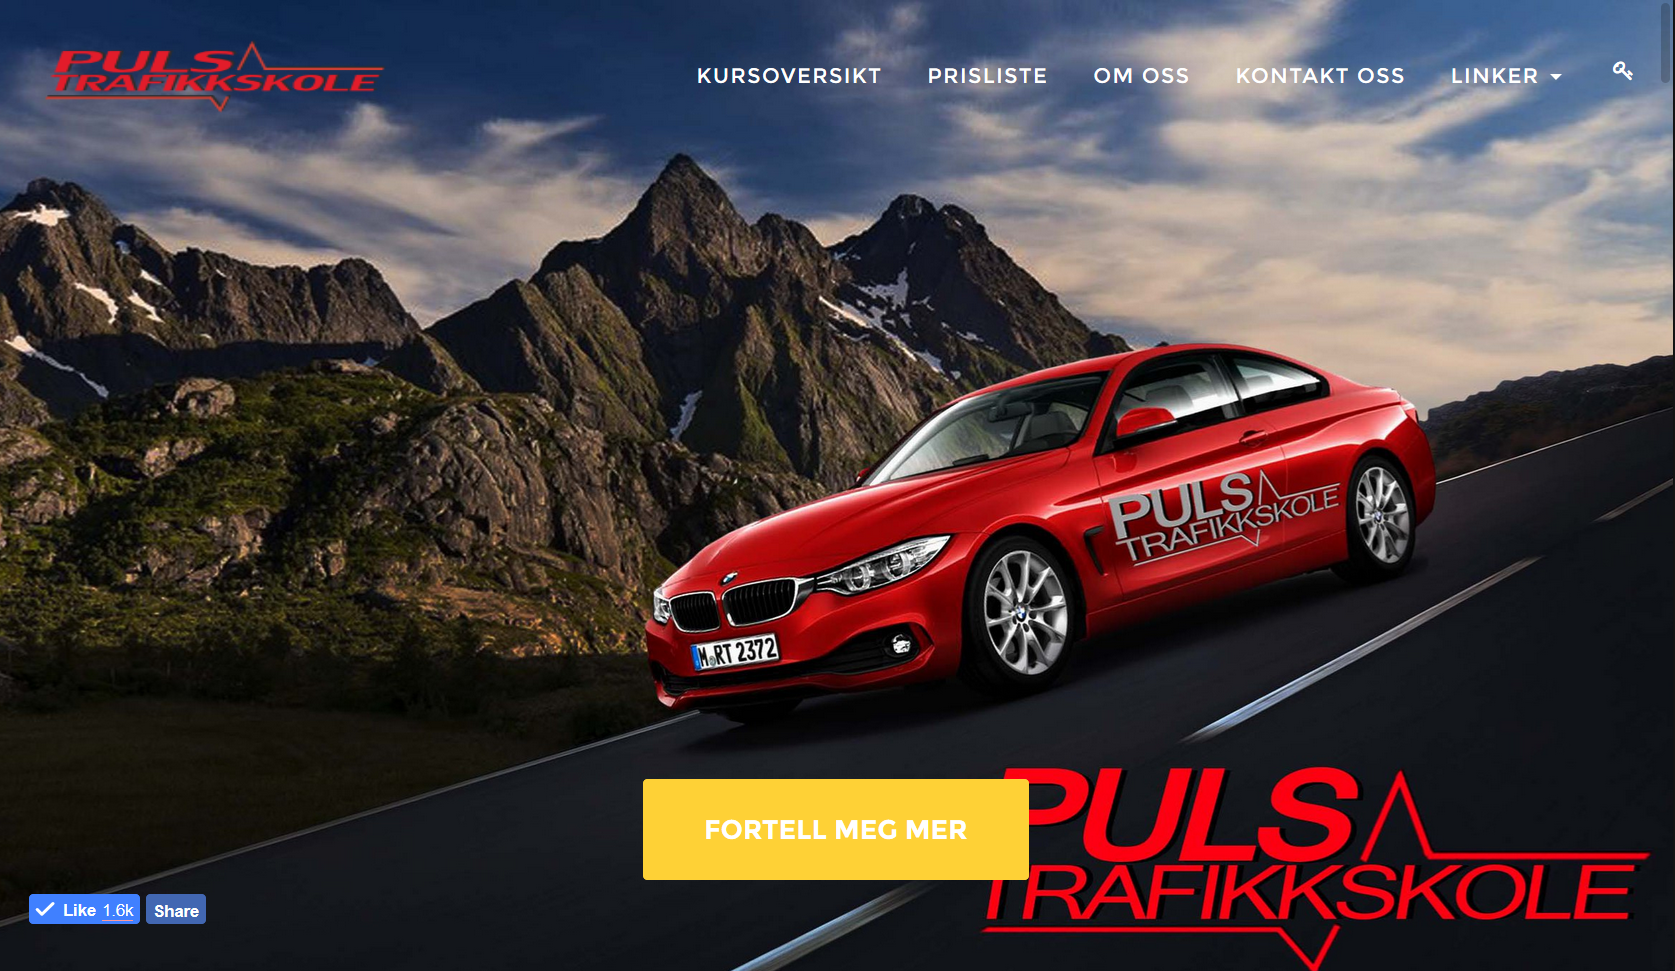 PULS
TRAFIKKSKOLE
KURSOVERSIKT PRISLISTE OM OSS KONTAKT OSS LINKER
PULS
TRAFIKKSKOLE
M RT 2372
FORTELL MEG MER
PULS
TRAFIKKSKOLE
Like 1.6k Share